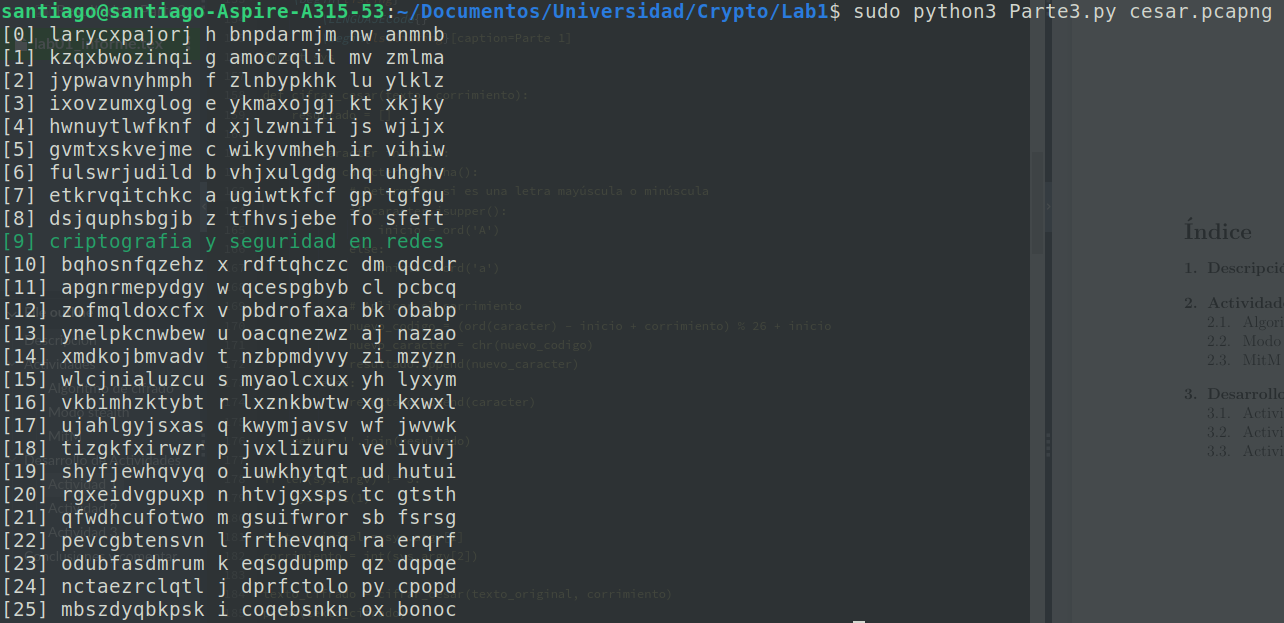 santiago@santiago-Aspire-A315-53:~/Documentos/Universidad/Crypto/Lab1$ sudo python3 Parte3.py cesar.pcapng
[0] larycxpajorj h bnpdarmjm nw anmnb
[1] kzqxbwozinqi g amoczqlil mv zmlma
[2] jypwavnyhmph f zlnbypkhk lu ylklz
[3] ixovzumxglog e ykmaxojgj kt xkjky
[4] hwnuytlwfknf d xjlzwnifi js wjijx
[5] gvmtxskvejme c wikyvmheh ir vihiw
[6] fulswrjudild b vhjxulgdg hq uhghv
[7] etkrvqitchkc a ugiwtkfcf gp tgfgu
[8] dsjquphsbgjb z tfhvsjebe fo sfeft
[9] criptografia y seguridad en redes
[10] bqhosnfqzehz x rdftqhczc dm qdcdr
[11] apgnrmepydgy w qcespgbyb cl pcbcq
[12] zofmqldoxcfx v pbdrofaxa bk obabp
[13] ynelpkcnwbew u oacqnezwz aj nazao
[14] xmdkojbmvadv t nzbpmdyvy zi mzyzn
[15] wlcjnialuzcu s myaolcxux yh lyxym
[16] vkbimhzktybt r lxznkbwtw xg kxwxl
[17] ujahlgyjsxas q kwymjavsv wf jwvwk
[18] tizgkfxirwzr p jvxlizuru ve ivuvj
[19] shyfjewhqvyq o iuwkhytqt ud hutui
[20] rgxeidvgpuxp n htvjgxsps tc gtsth
[21] qfwdhcufotwo m gsuifwror sb fsrsg
[22] pevcgbtensvn l frthevqnq ra erqrf
[23] odubfasdmrum k eqsgdupmp qz dqpqe
[24] nctaezrclqtl j dprfctolo py cpopd
[25] mbszdyqbkpsk i coqebsnkn ox bonoc
Índice
1. Descripci
2. Actividad
2.1. Algori
2.2. Modo
2.3. MitM
3. Desarrollo
3.1. Activi
3.2. Activi
3.3. Activi